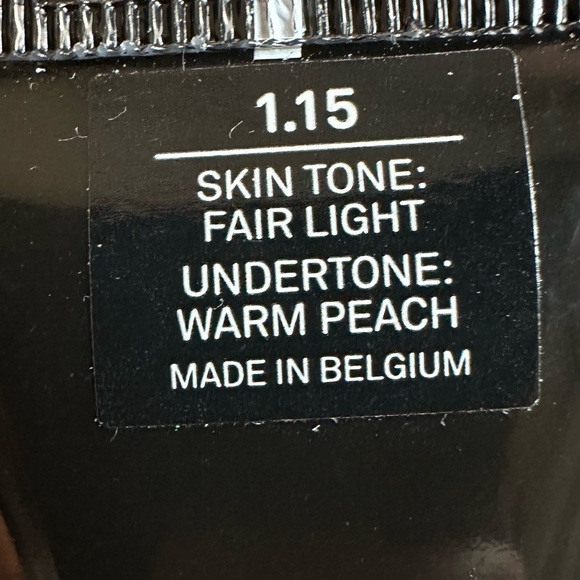 1.15
SKIN TONE:
FAIR LIGHT
UNDERTONE:
WARM PEACH
MADE IN BELGIUM